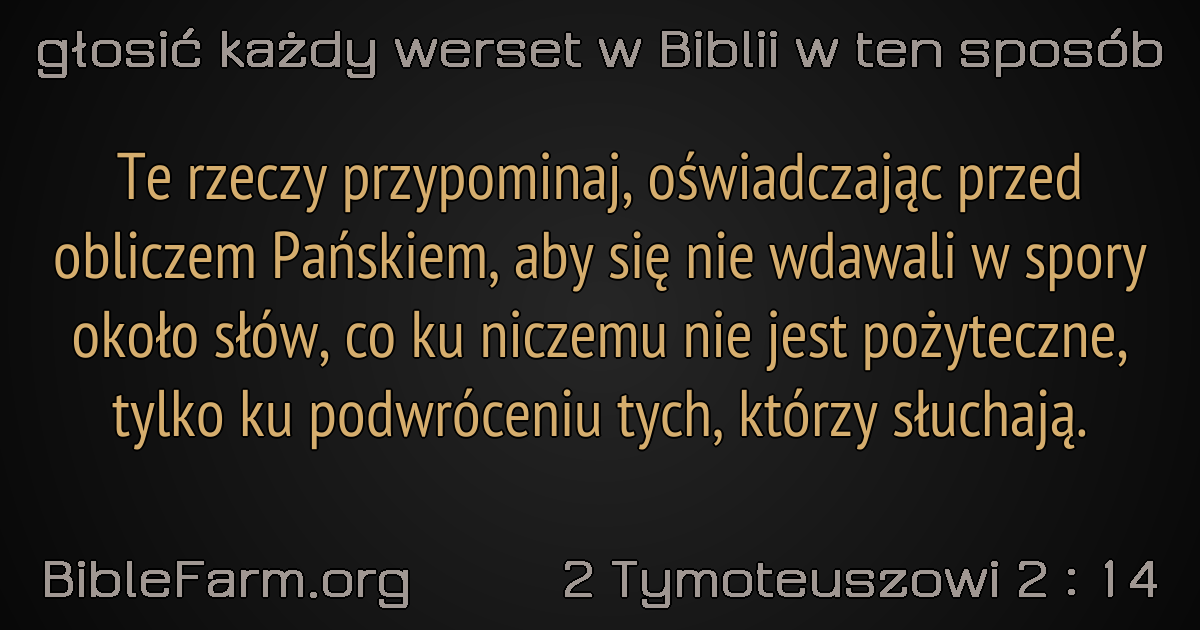 głosić każdy werset w Biblii w ten sposób
Te rzeczy przypominaj, oświadczając przed
obliczem Pańskiem, aby się nie wdawali w spory
około słów, co ku niczemu nie jest pożyteczne,
tylko ku podwróceniu tych, którzy słuchają.
BibleFarm.org
2 Tymoteuszowi 2 : 14